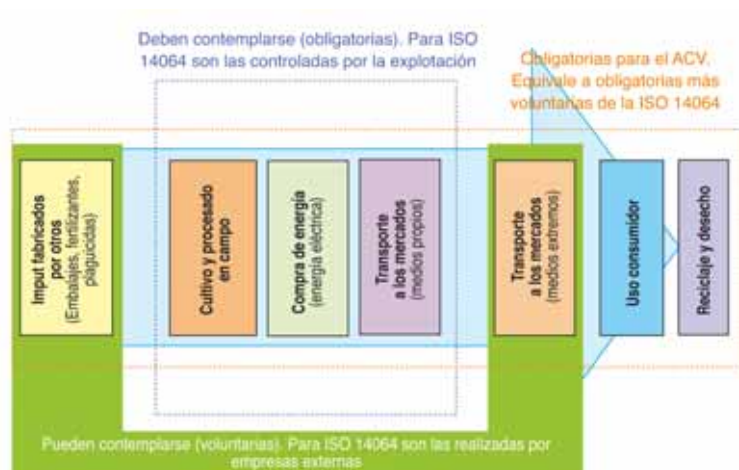 Deben contemplarse (obligatorias). Para ISO
14064 son las controladas por la explotación
Obligatorias para el ACV.
Equivale a obligatorias más
voluntarias de la ISO 14064
Imput fabricados
por otros
(Embalajes, fertilizantes,
plaguicidas)
Cultivo y procesado
en campo
Compra de energía
(energía eléctrica)
Transporte
a los mercados
(medios propios)
Transporte
a los mercados
(medios extremos)
Uso consumidor
Reciclaje y desecho
Pueden contemplarse (voluntarias). Para ISO 14064 son las realizadas por
empresas externas